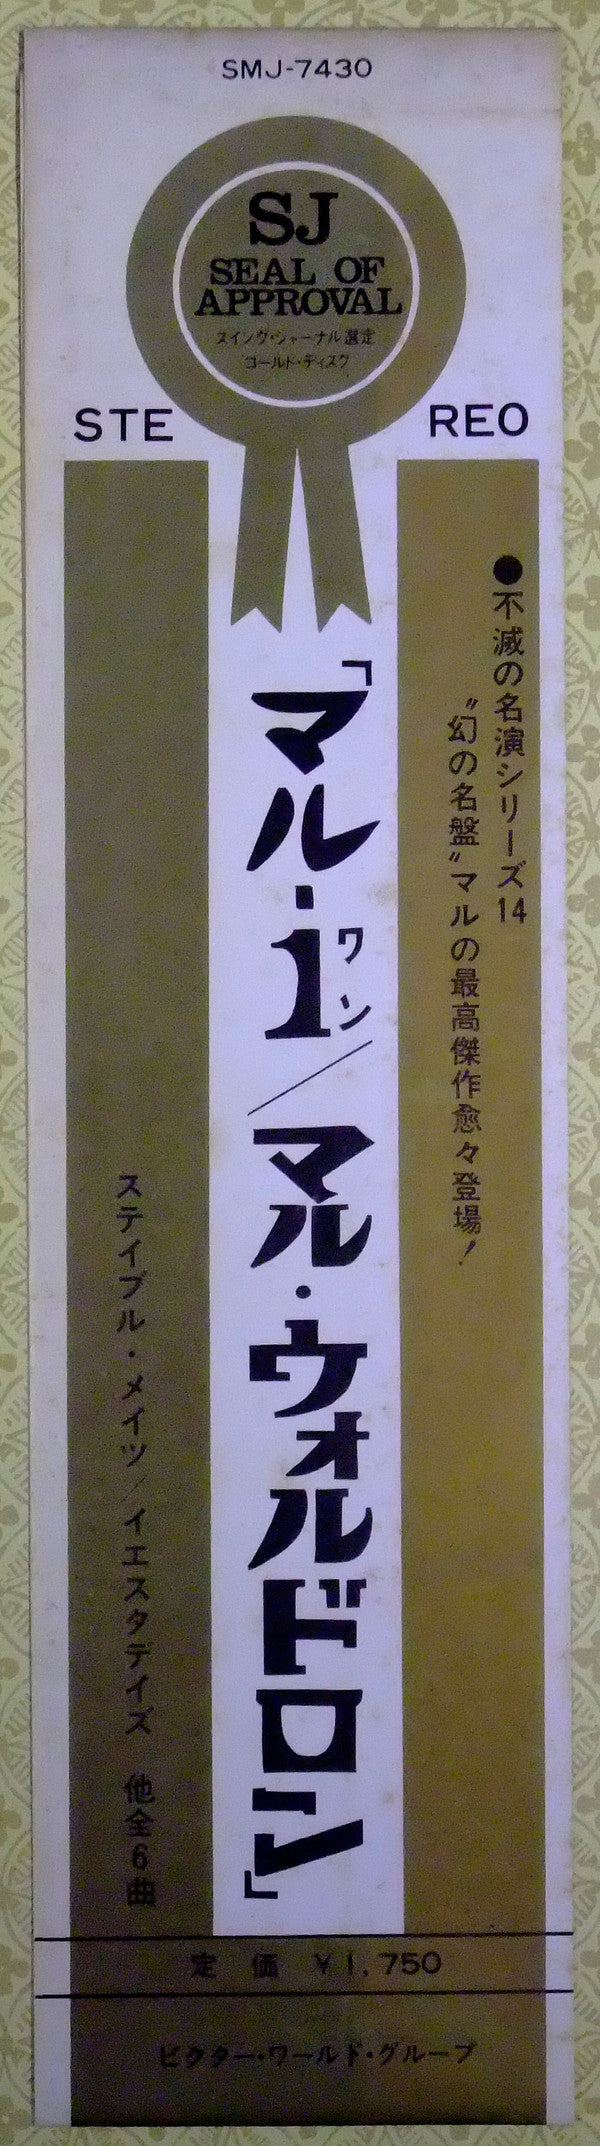 SMJ-7430
SJ
SEAL OF
APPROVAL
スイング・ジャーナル選定
ゴールド・ディスク
STEREO
●不滅の名演シリーズ14
〝幻の名盤〟マルの最高傑作愈々登場！
「マル・1／マル・ウォルドロン」
ワン
ステイブル・メイツ／イエスタデイズ 他全6曲
定価 ¥1,750
ビクター・ワールド・グループ